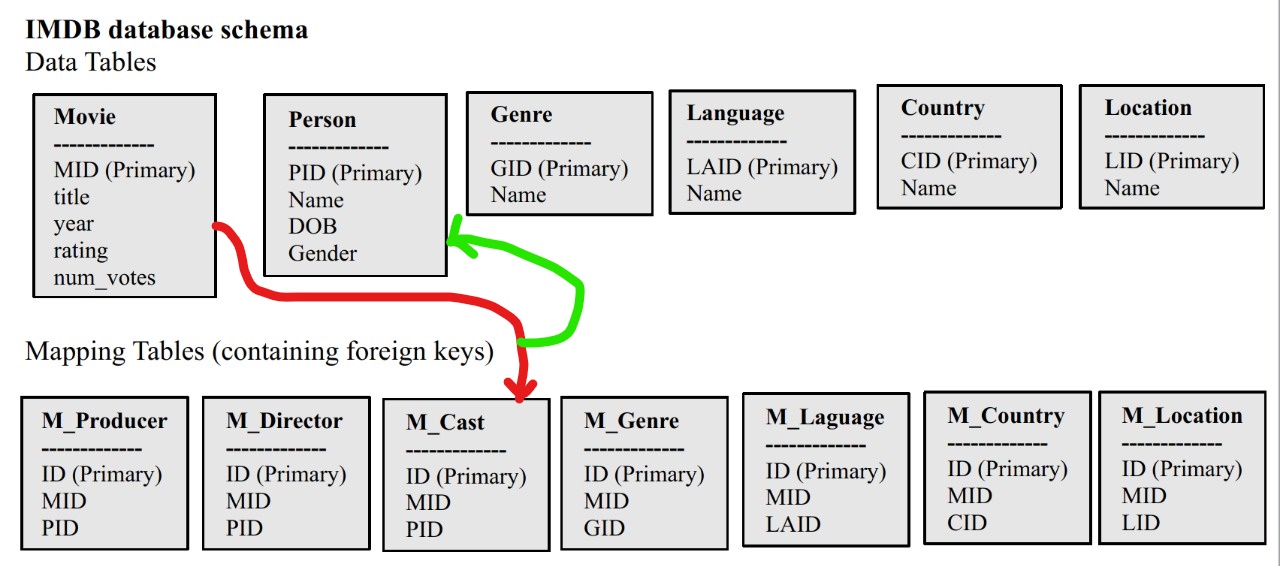 IMDB database schema
Data Tables
Movie
-------------
MID (Primary)
title
year
rating
num_votes
Person
-------------
PID (Primary)
Name
DOB
Gender
Genre
-------------
GID (Primary)
Name
Language
-------------
LAID (Primary)
Name
Country
-------------
CID (Primary)
Name
Location
-------------
LID (Primary)
Name
Mapping Tables (containing foreign keys)
M_Producer
-------------
ID (Primary)
MID
PID
M_Director
-------------
ID (Primary)
MID
PID
M_Cast
-------------
ID (Primary)
MID
PID
M_Genre
-------------
ID (Primary)
MID
GID
M_Laguage
-------------
ID (Primary)
MID
LAID
M_Country
-------------
ID (Primary)
MID
CID
M_Location
-------------
ID (Primary)
MID
LID